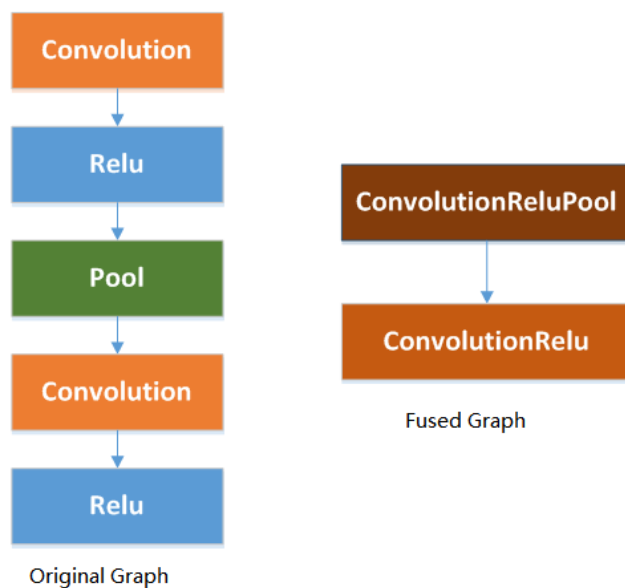 Convolution
Relu
Pool
Convolution
Relu
Original Graph
ConvolutionReluPool
ConvolutionRelu
Fused Graph